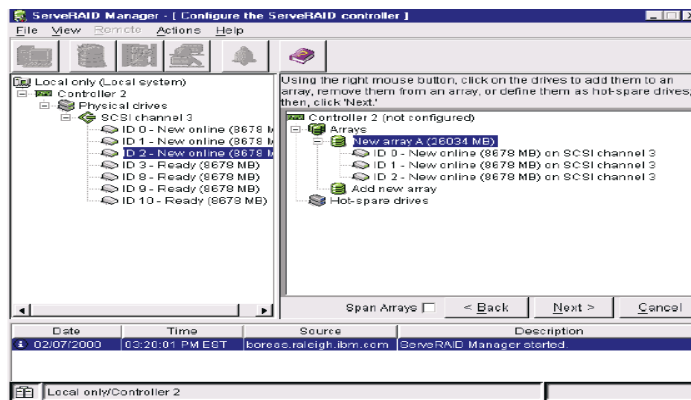 ServeRAID Manager - [ Configure the ServeRAID controller ]
File View Remote Actions Help
Local only (Local system)
Controller 2
Physical drives
SCSI channel 3
ID 0 - New online (8678 M
ID 1 - New online (8678 M
ID 2 - New online (8678 M
ID 3 - Ready (8678 MB)
ID 8 - Ready (8678 MB)
ID 9 - Ready (8678 MB)
ID 10 - Ready (8678 MB)
Using the right mouse button, click on the drives to add them to an
array, remove them from an array, or define them as hot-spare drives;
then, click 'Next.'
Controller 2 (not configured)
Arrays
New array A (26034 MB)
ID 0 - New online (8678 MB) on SCSI channel 3
ID 1 - New online (8678 MB) on SCSI channel 3
ID 2 - New online (8678 MB) on SCSI channel 3
Add new array
Hot-spare drives
Span Arrays < Back Next > Cancel
Date Time Source Description
02/07/2000 03:20:01 PM EST boreas.raleigh.ibm.com ServeRAID Manager started.
Local only/Controller 2